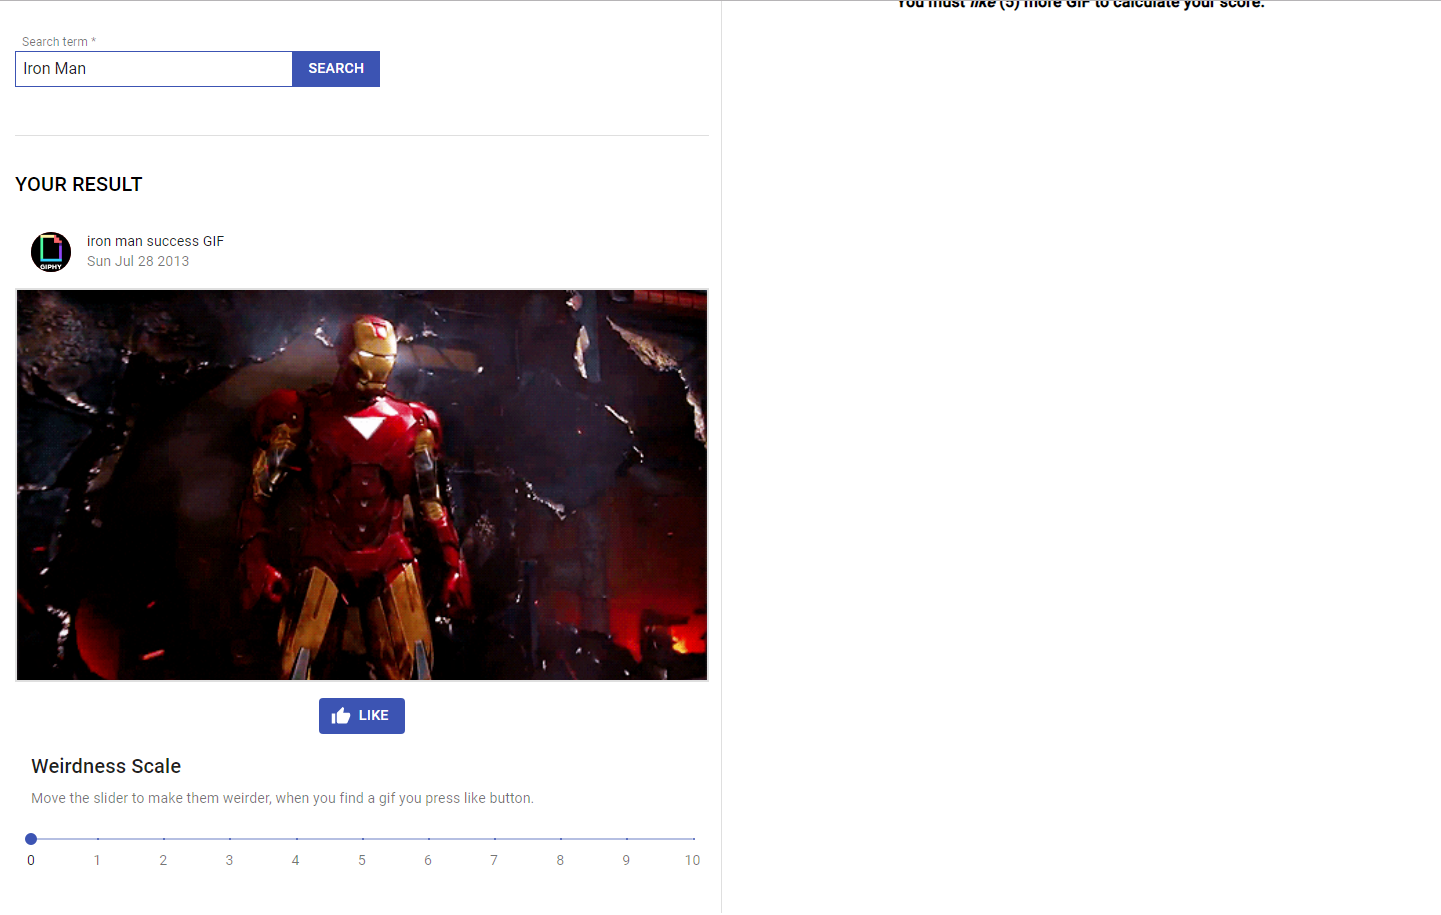 You must like (5) more GIF to calculate your score.
Search term *
Iron Man
SEARCH
YOUR RESULT
GIPHY
iron man success GIF
Sun Jul 28 2013
LIKE
Weirdness Scale
Move the slider to make them weirder, when you find a gif you press like button.
0 1 2 3 4 5 6 7 8 9 10